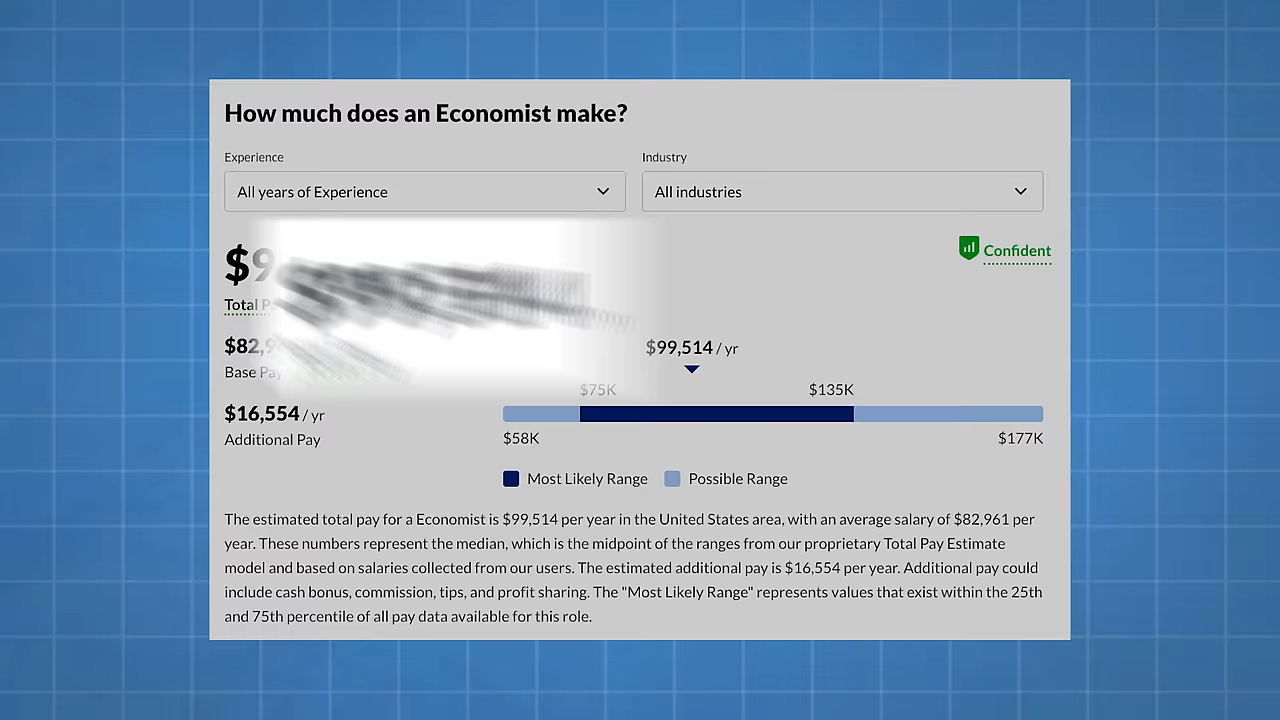 How much does an Economist make?
Experience
Industry
All years of Experience
All industries
Confident
$99,514 / yr
$75K
$135K
$16,554 / yr
Additional Pay
$58K
$177K
Base Pay
Most Likely Range
Possible Range
The estimated total pay for a Economist is $99,514 per year in the United States area, with an average salary of $82,961 per
year. These numbers represent the median, which is the midpoint of the ranges from our proprietary Total Pay Estimate
model and based on salaries collected from our users. The estimated additional pay is $16,554 per year. Additional pay could
include cash bonus, commission, tips, and profit sharing. The "Most Likely Range" represents values that exist within the 25th
and 75th percentile of all pay data available for this role.